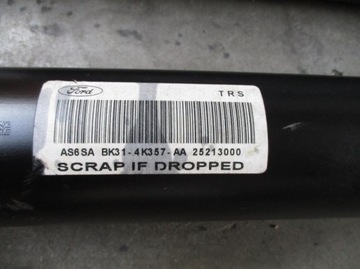 Ford
TRS
AS6SA BK31-4K357-AA 25213000
SCRAP IF DROPPED